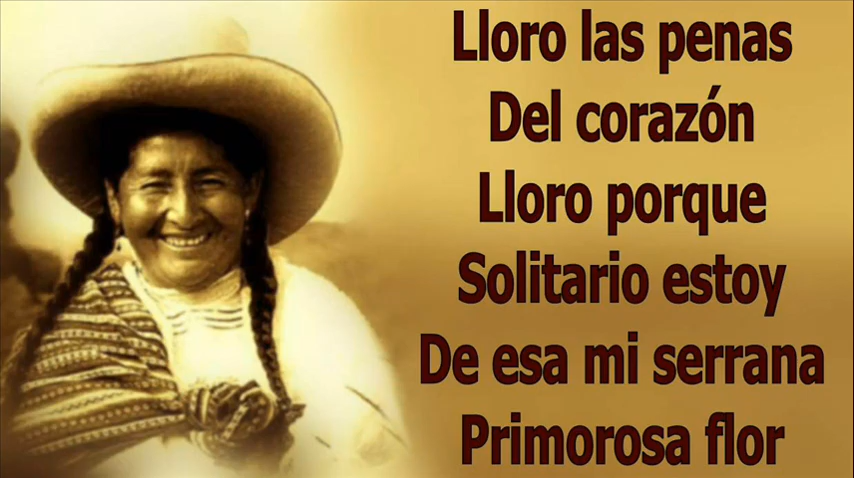 Lloro las penas
Del corazón
Lloro porque
Solitario estoy
De esa mi serrana
Primorosa flor